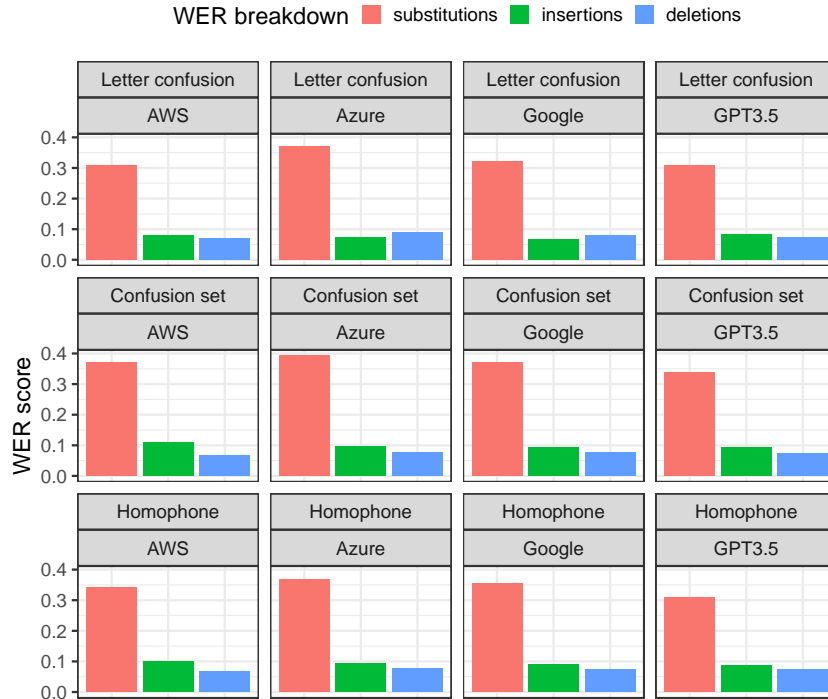 WER breakdown substitutions insertions deletions
Letter confusion Letter confusion Letter confusion Letter confusion
AWS Azure Google GPT3.5
0.4
0.3
0.2
0.1
0.0
Confusion set Confusion set Confusion set Confusion set
AWS Azure Google GPT3.5
0.4
0.3
0.2
0.1
0.0
WER score
Homophone Homophone Homophone Homophone
AWS Azure Google GPT3.5
0.4
0.3
0.2
0.1
0.0